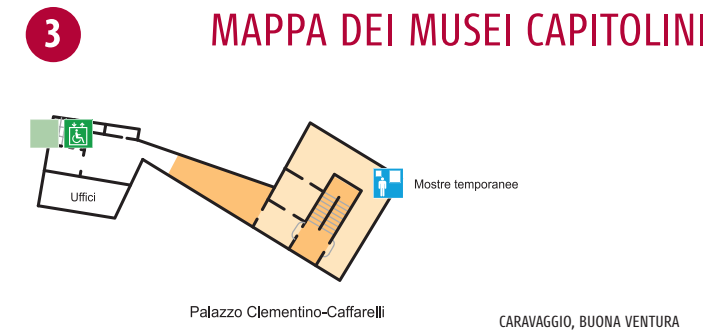 3
MAPPA DEI MUSEI CAPITOLINI
Mostre temporanee
Uffici
Palazzo Clementino-Caffarelli
CARAVAGGIO, BUONA VENTURA